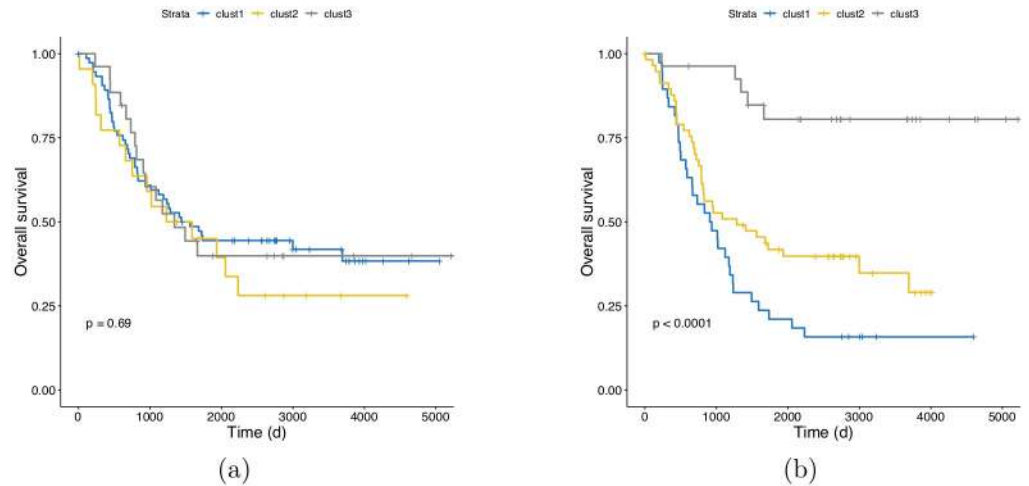 Strata clust1 clust2 clust3
1.00
0.75
0.50
0.25
0.00
Overall survival
p = 0.69
0 1000 2000 3000 4000 5000
Time (d)
(a)
Strata clust1 clust2 clust3
1.00
0.75
0.50
0.25
0.00
Overall survival
p < 0.0001
0 1000 2000 3000 4000 5000
Time (d)
(b)